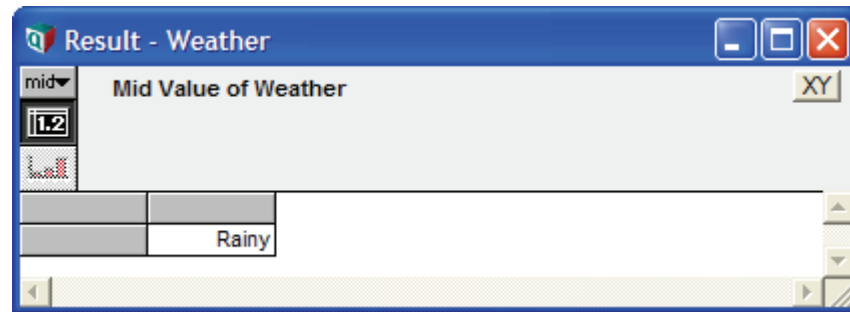 Result - Weather
mid
Mid Value of Weather
XY
1.2
Rainy